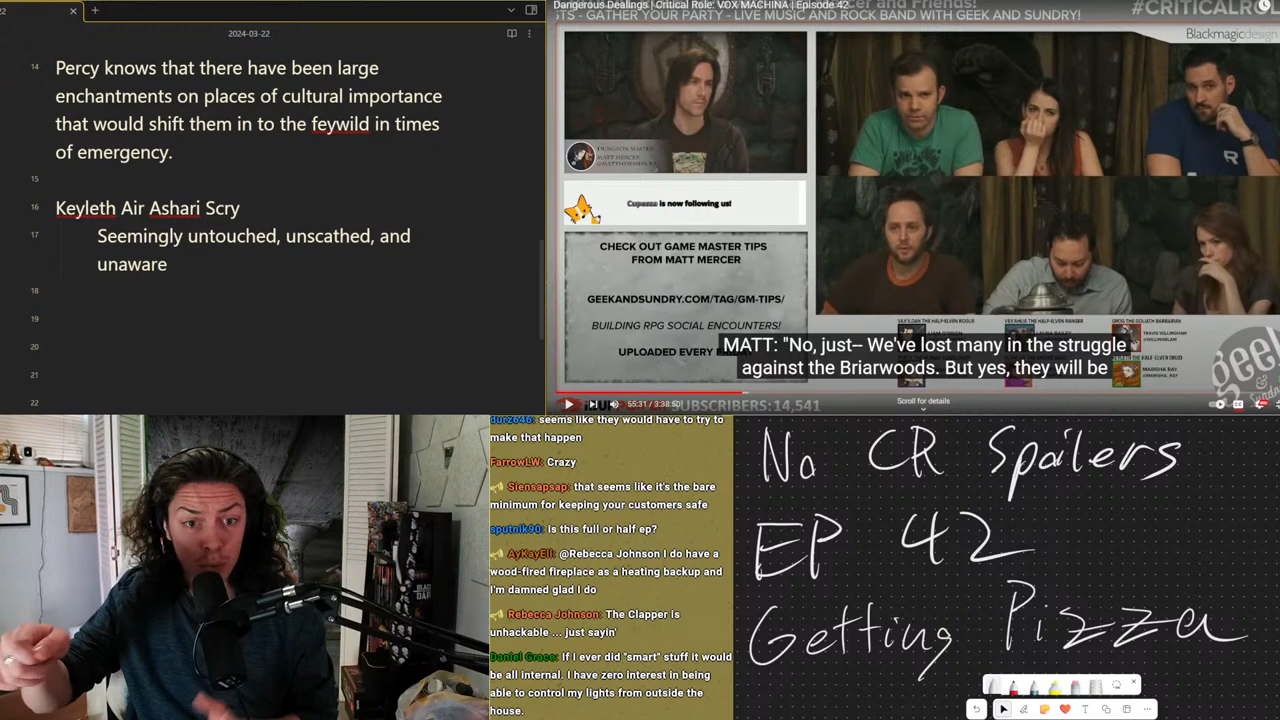 2024-03-22
14
Percy knows that there have been large
enchantments on places of cultural importance
that would shift them in to the feywild in times
of emergency.
15
16
Keyleth Air Ashari Scry
17
Seemingly untouched, unscathed, and
unaware
18
19
20
21
22
Dangerous Dealings | Critical Role: VOX MACHINA | Episode 42
GATHER YOUR PARTY - LIVE MUSIC AND ROCK BAND WITH GEEK AND SUNDRY!
Blackmagicdesign
DUNGEON MASTER
MATT MERCER
is now following us!
CHECK OUT GAME MASTER TIPS
FROM MATT MERCER
GEEKANDSUNDRY.COM/TAG/GM-TIPS/
BUILDING RPG SOCIAL ENCOUNTERS!
UPLOADED EVERY
MATT: "No, just-- We've lost many in the struggle
against the Briarwoods. But yes, they will be
55:31 / 3:38:50
SUBSCRIBERS: 14,541
Scroll for details
durz646: seems like they would have to try to
make that happen
FarrowLW: Crazy
Siensapsap: that seems like it's the bare
minimum for keeping your customers safe
sputnik90: is this full or half ep?
AyKayEll: @Rebecca Johnson I do have a
wood-fired fireplace as a heating backup and
I'm damned glad I do
Rebecca Johnson: The Clapper is
unhackable ... just sayin'
Daniel Grace: If I ever did "smart" stuff it would
be all internal. I have zero interest in being
able to control my lights from outside the
house.
No CR Spoilers
EP 42
Getting Pizza